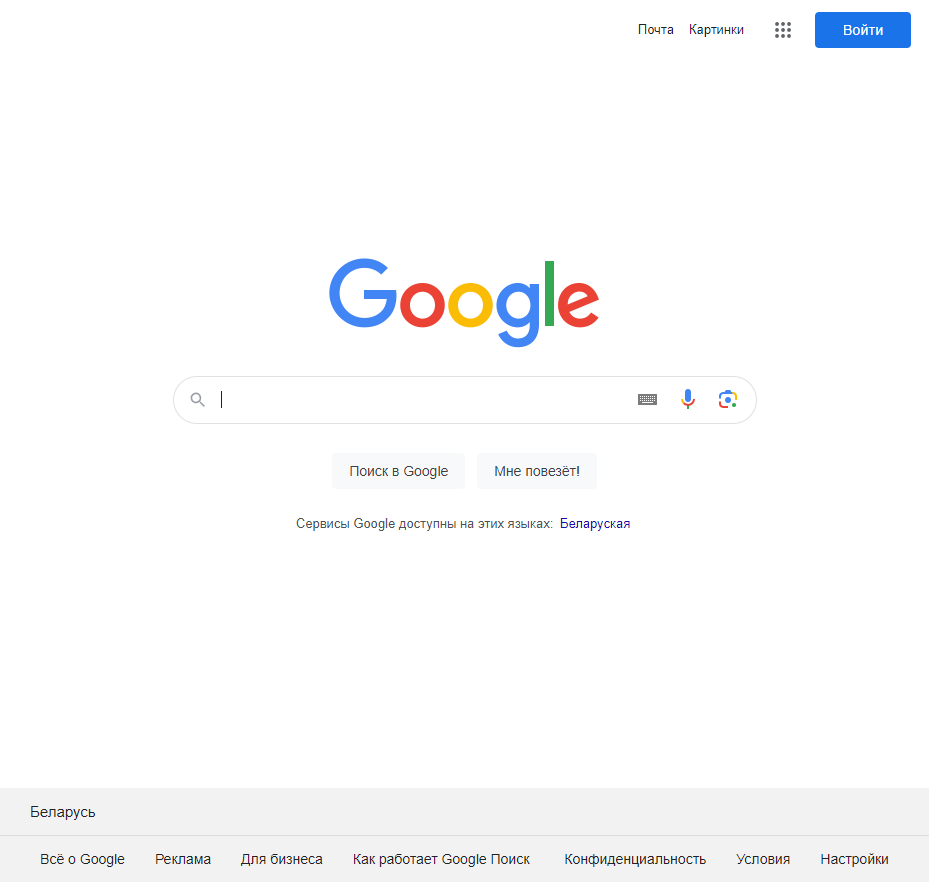 Почта Картинки Войти
Google
Поиск в Google Мне повезёт!
Сервисы Google доступны на этих языках: Беларуская
Беларусь
Всё о Google Реклама Для бизнеса Как работает Google Поиск Конфиденциальность Условия Настройки